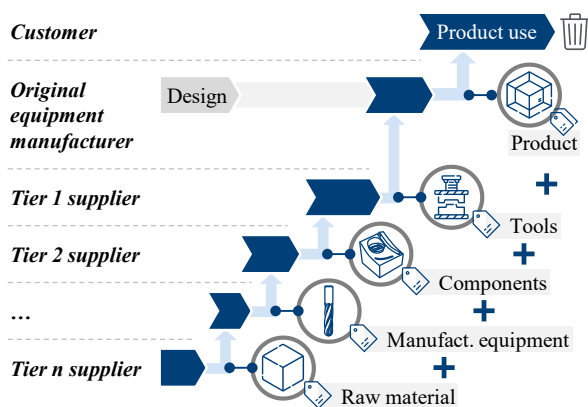 Customer
Product use
Original
equipment
manufacturer
Design
Product
+
Tier 1 supplier
Tools
+
Tier 2 supplier
Components
+
...
Manufact. equipment
+
Tier n supplier
Raw material